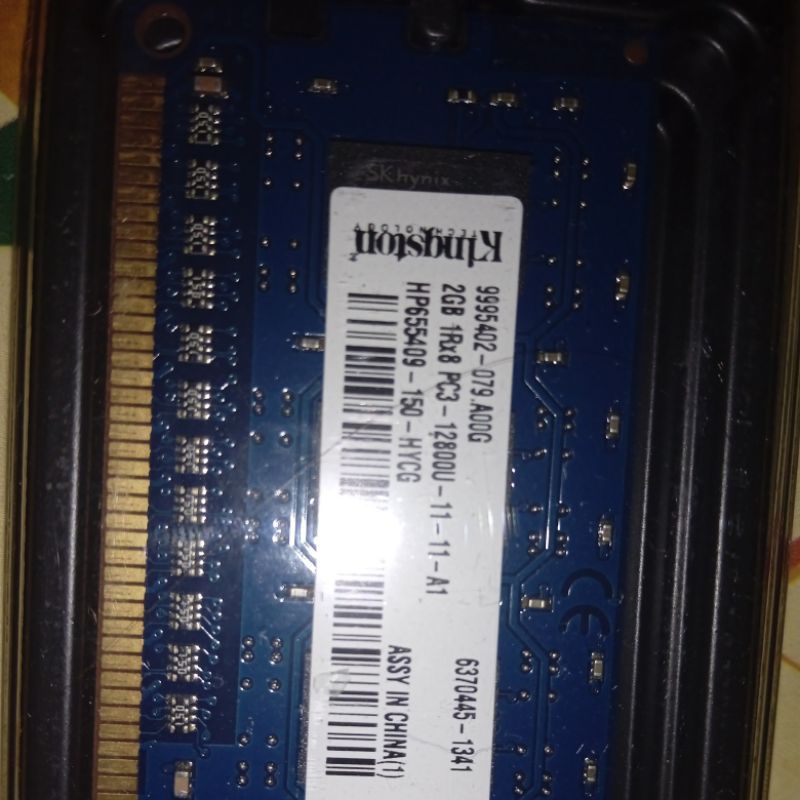 SK hynix
Kingston
TECHNOLOGY
9995402-079.A00G
2GB 1Rx8 PC3-12800U-11-11-A1
HP655409-150-HYCG
6370445-1341
ASSY IN CHINA(1)
CE